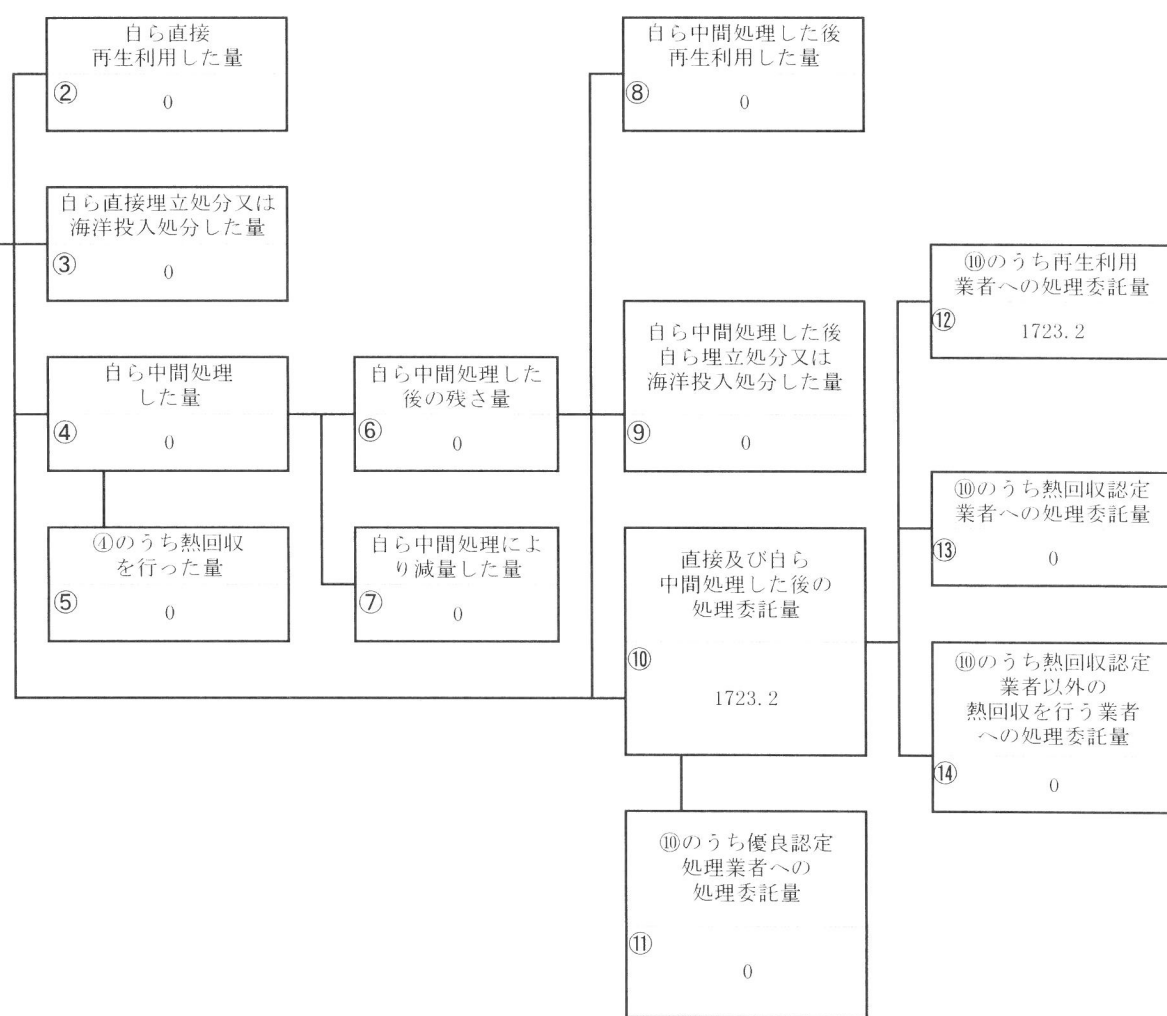 自ら直接
再生利用した量
②
0
自ら直接埋立処分又は
海洋投入処分した量
③
0
自ら中間処理
した量
④
0
④のうち熱回収
を行った量
⑤
0
自ら中間処理した
後の残さ量
⑥
0
自ら中間処理によ
り減量した量
⑦
0
自ら中間処理した後
再生利用した量
⑧
0
自ら中間処理した後
自ら埋立処分又は
海洋投入処分した量
⑨
0
直接及び自ら
中間処理した後の
処理委託量
⑩
1723.2
⑩のうち優良認定
処理業者への
処理委託量
⑪
0
⑩のうち再生利用
業者への処理委託量
⑫
1723.2
⑩のうち熱回収認定
業者への処理委託量
⑬
0
⑩のうち熱回収認定
業者以外の
熱回収を行う業者
への処理委託量
⑭
0